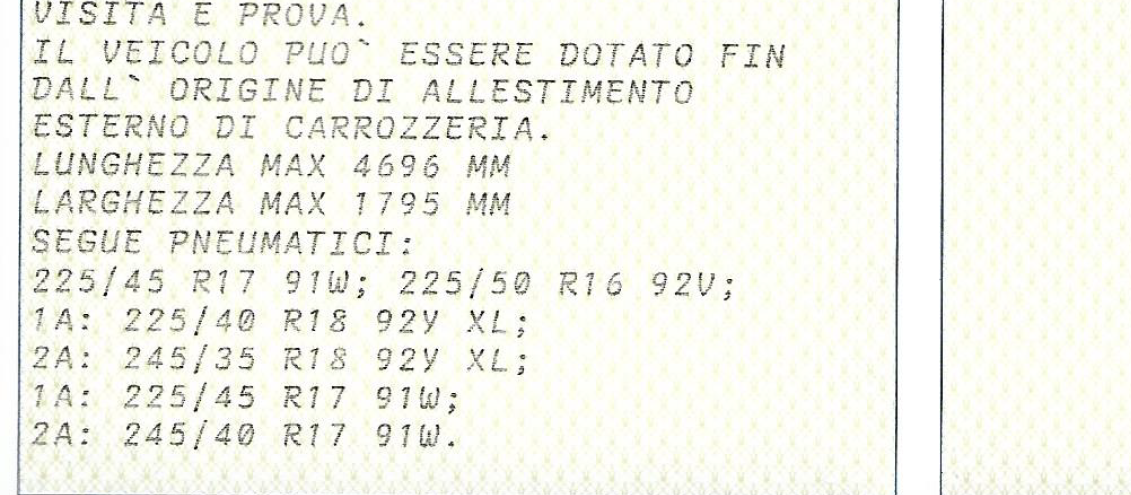 VISITA E PROVA.
IL VEICOLO PUO` ESSERE DOTATO FIN
DALL` ORIGINE DI ALLESTIMENTO
ESTERNO DI CARROZZERIA.
LUNGHEZZA MAX 4696 MM
LARGHEZZA MAX 1795 MM
SEGUE PNEUMATICI:
225/45 R17 91W; 225/50 R16 92V;
1A: 225/40 R18 92Y XL;
2A: 245/35 R18 92Y XL;
1A: 225/45 R17 91W;
2A: 245/40 R17 91W.